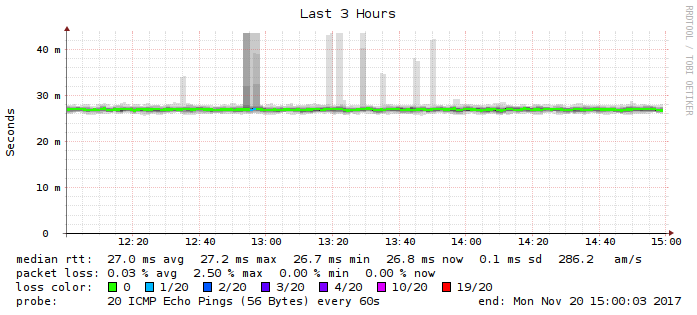 Last 3 Hours
RRDTOOL / TOBI OETIKER
Seconds
40 m
30 m
20 m
10 m
0
12:20 12:40 13:00 13:20 13:40 14:00 14:20 14:40 15:00
median rtt: 27.0 ms avg 27.2 ms max 26.7 ms min 26.8 ms now 0.1 ms sd 286.2 am/s
packet loss: 0.03 % avg 2.50 % max 0.00 % min 0.00 % now
loss color: 0 1/20 2/20 3/20 4/20 10/20 19/20
probe: 20 ICMP Echo Pings (56 Bytes) every 60s end: Mon Nov 20 15:00:03 2017